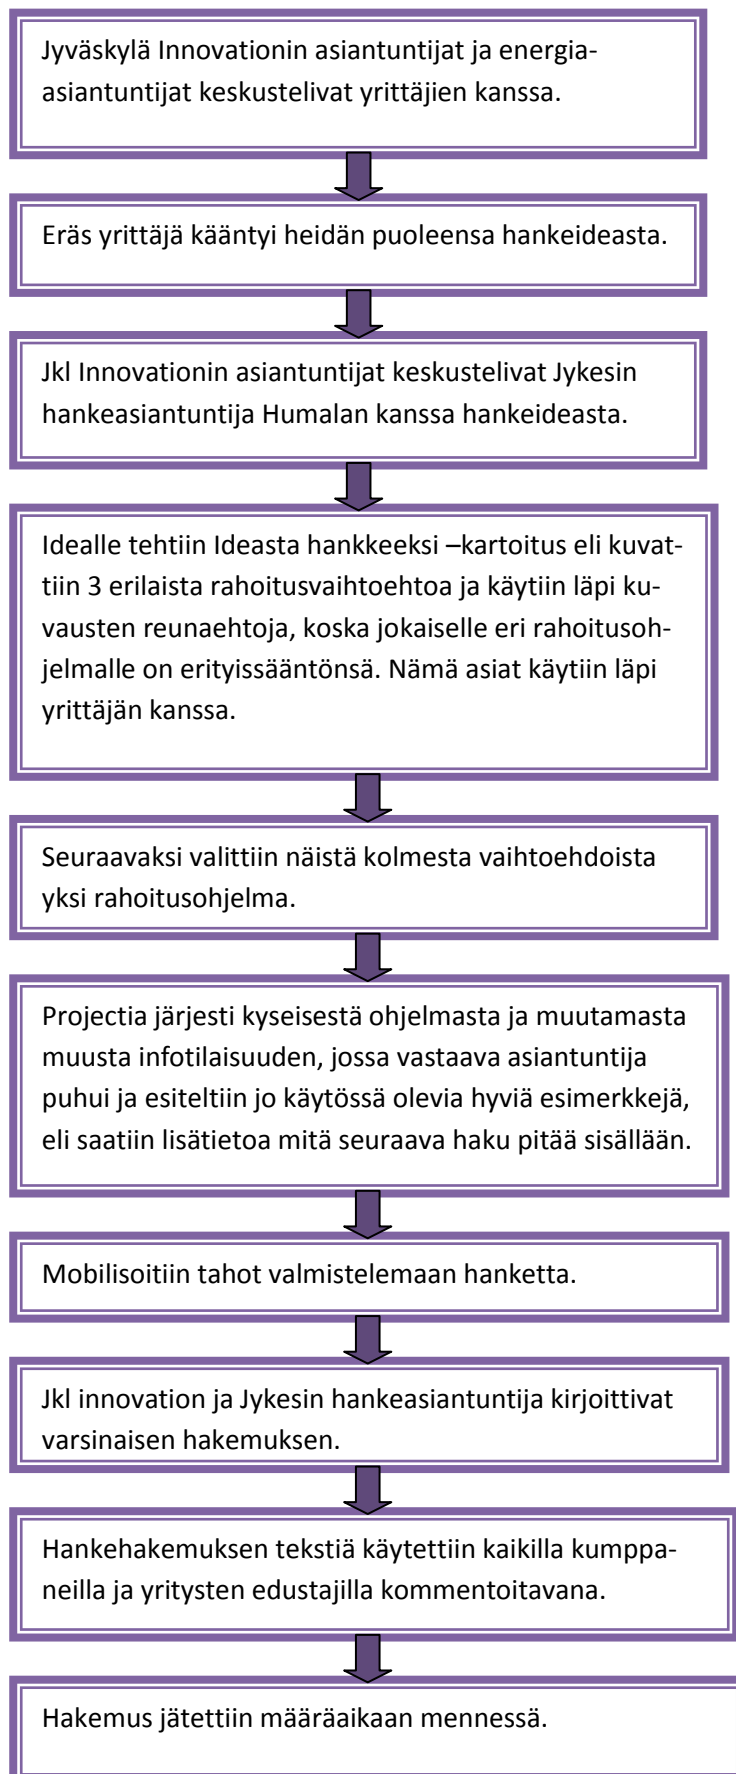 Jyväskylä Innovationin asiantuntijat ja energia-
asiantuntijat keskustelivat yrittäjien kanssa.
Eräs yrittäjä kääntyi heidän puoleensa hankeideasta.
Jkl Innovationin asiantuntijat keskustelivat Jykesin
hankeasiantuntija Humalan kanssa hankeideasta.
Idealle tehtiin Ideasta hankkeeksi –kartoitus eli kuvat-
tiin 3 erilaista rahoitusvaihtoehtoa ja käytiin läpi ku-
vausten reunaehtoja, koska jokaiselle eri rahoitusoh-
jelmalle on erityissääntönsä. Nämä asiat käytiin läpi
yrittäjän kanssa.
Seuraavaksi valittiin näistä kolmesta vaihtoehdoista
yksi rahoitusohjelma.
Projectia järjesti kyseisestä ohjelmasta ja muutamasta
muusta infotilaisuuden, jossa vastaava asiantuntija
puhui ja esiteltiin jo käytössä olevia hyviä esimerkkejä,
eli saatiin lisätietoa mitä seuraava haku pitää sisällään.
Mobilisoitiin tahot valmistelemaan hanketta.
Jkl innovation ja Jykesin hankeasiantuntija kirjoittivat
varsinaisen hakemuksen.
Hankehakemuksen tekstiä käytettiin kaikilla kumppa-
neilla ja yritysten edustajilla kommentoitavana.
Hakemus jätettiin määräaikaan mennessä.